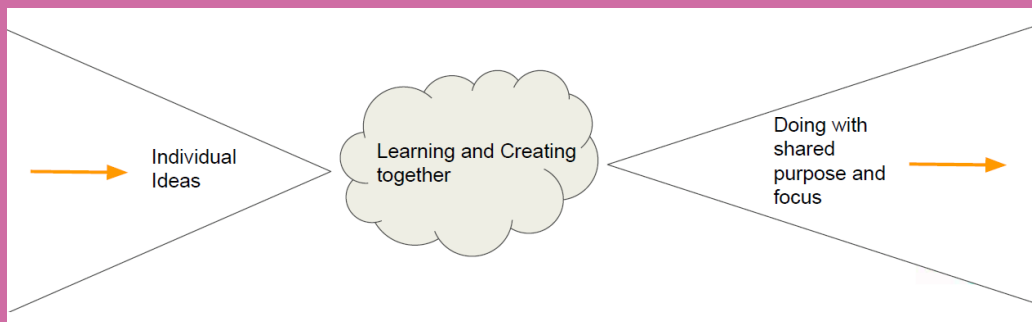 Individual
Ideas
Learning and Creating
together
Doing with
shared
purpose and
focus